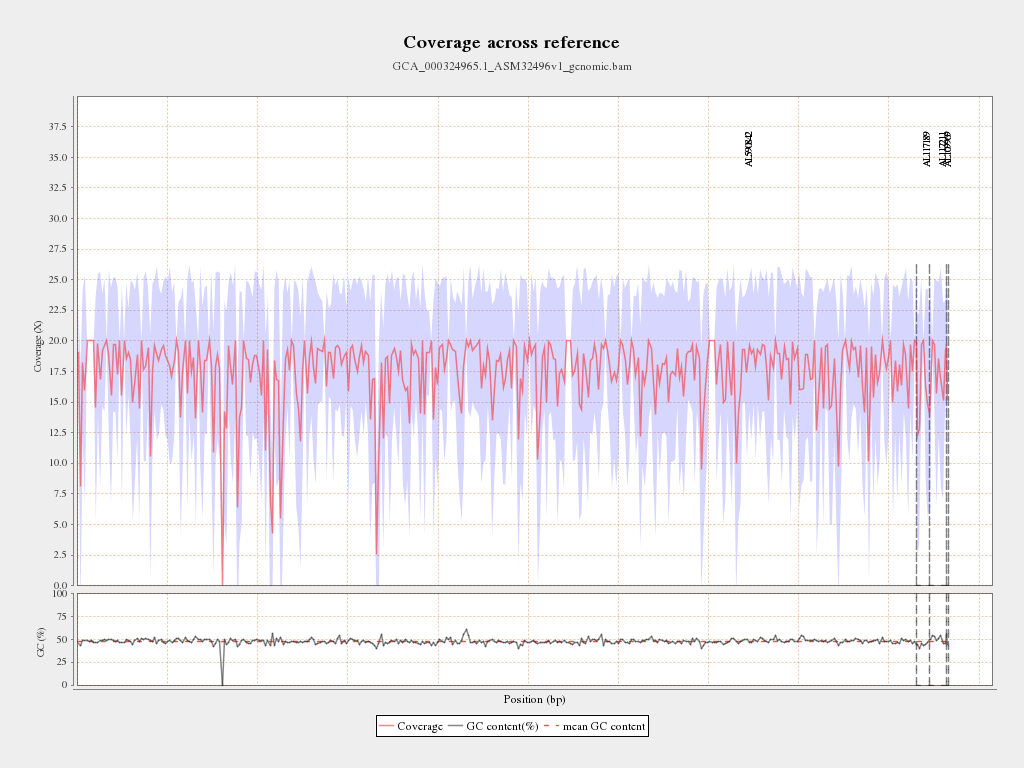 Coverage across reference
GCA_000324965.1_ASM32496v1_genomic.bam
37.5
35.0
32.5
30.0
27.5
25.0
22.5
20.0
17.5
15.0
12.5
10.0
7.5
5.0
2.5
0.0
Coverage (X)
AL590842
AL117189
AL117211
AL109969
100
75
50
25
0
GC (%)
Position (bp)
Coverage GC content(%) mean GC content